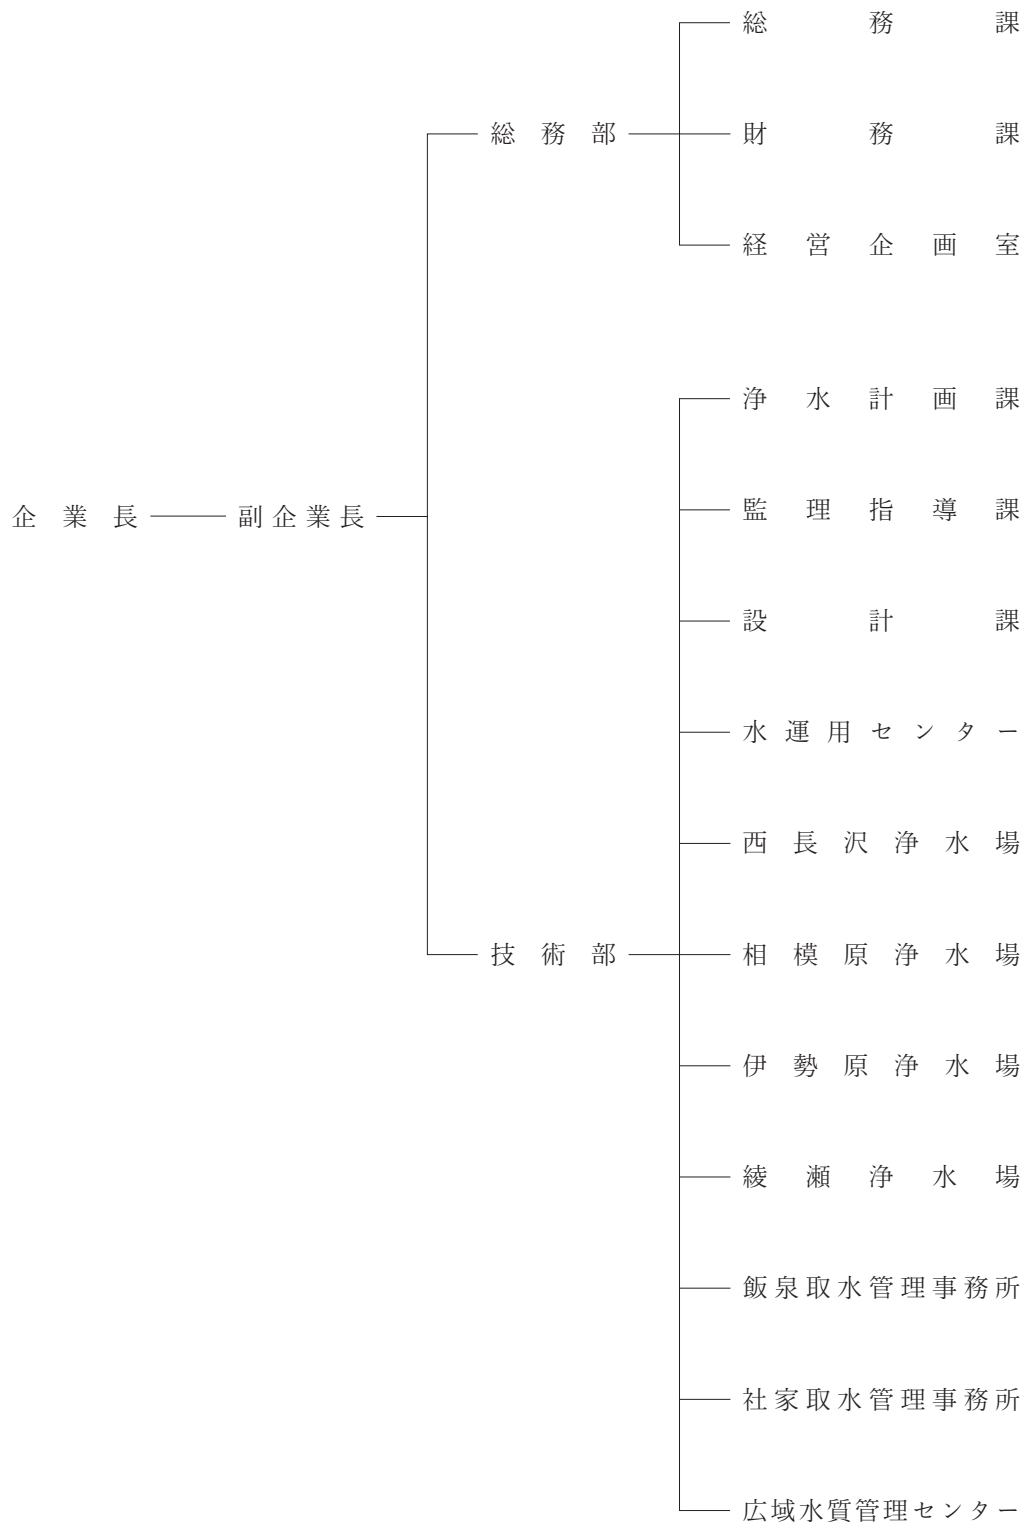 企業長
副企業長
総務部
総務課
財務課
経営企画室
技術部
浄水計画課
監理指導課
設計課
水運用センター
西長沢浄水場
相模原浄水場
伊勢原浄水場
綾瀬浄水場
飯泉取水管理事務所
社家取水管理事務所
広域水質管理センター